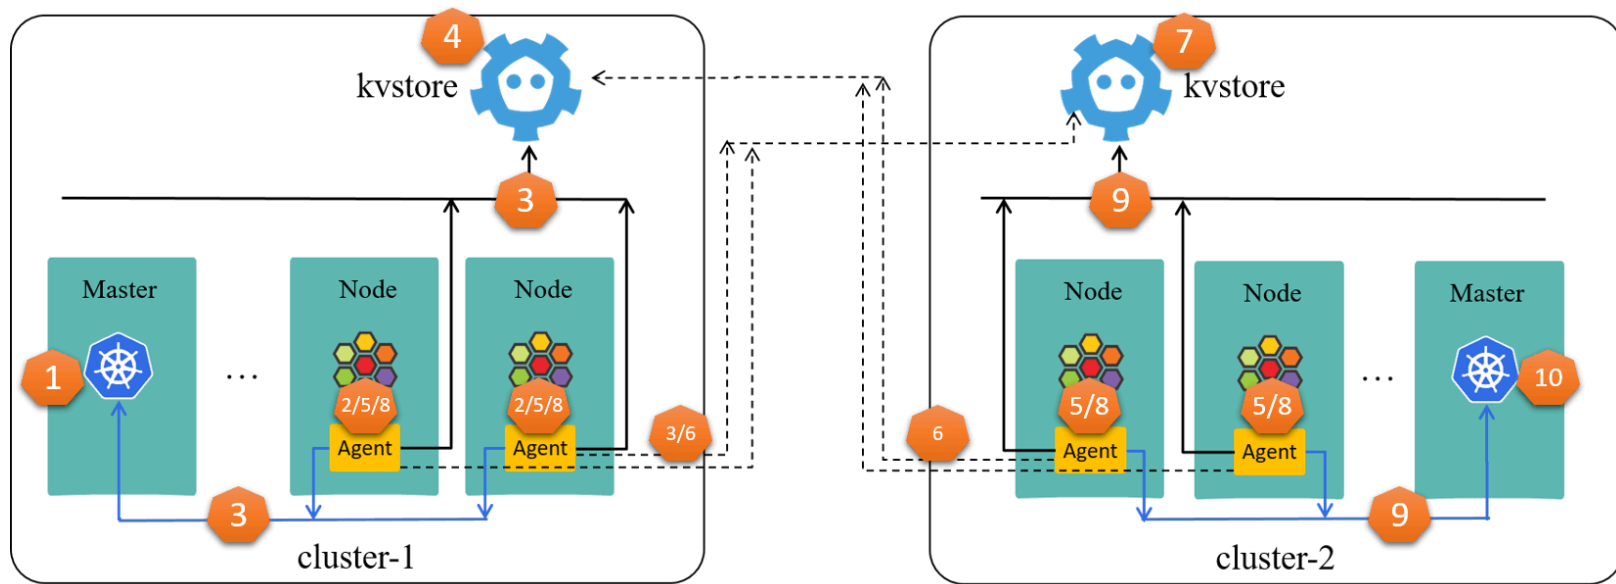 4
kvstore
3
Master
Node
Node
1
...
2/5/8
2/5/8
Agent
Agent
3/6
3
cluster-1
7
kvstore
9
Node
Node
Master
5/8
5/8
...
10
6
Agent
Agent
9
cluster-2